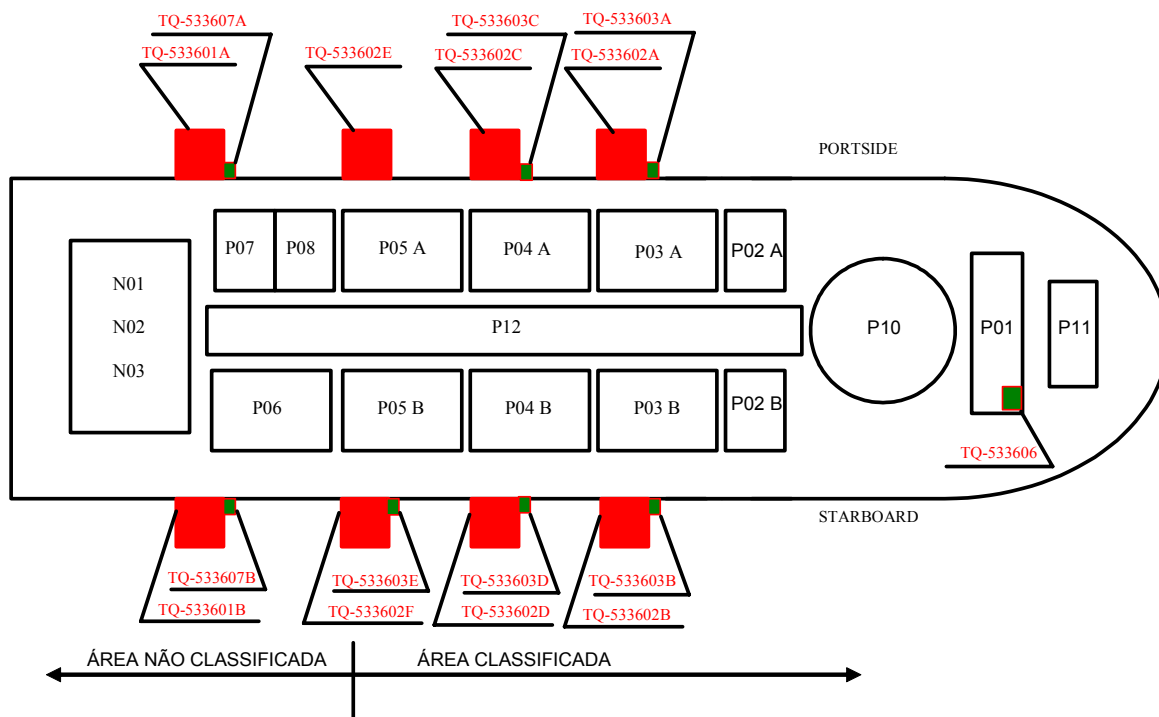 TQ-533607A
TQ-533603C
TQ-533603A
TQ-533601A
TQ-533602E
TQ-533602C
TQ-533602A
PORTSIDE
P07
P08
P05 A
P04 A
P03 A
P02 A
N01
N02
N03
P12
P10
P01
P11
P06
P05 B
P04 B
P03 B
P02 B
TQ-533606
STARBOARD
TQ-533607B
TQ-533603E
TQ-533603D
TQ-533603B
TQ-533601B
TQ-533602F
TQ-533602D
TQ-533602B
ÁREA NÃO CLASSIFICADA
ÁREA CLASSIFICADA